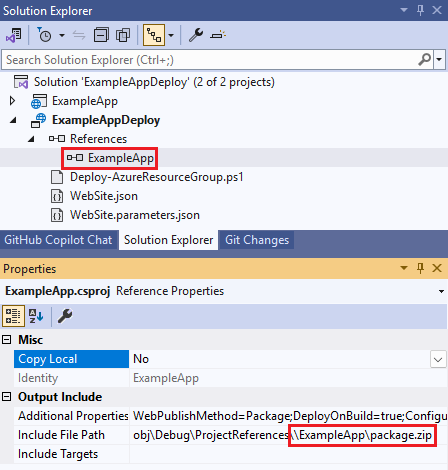 Solution Explorer
Search Solution Explorer (Ctrl+;)
Solution 'ExampleAppDeploy' (2 of 2 projects)
ExampleApp
ExampleAppDeploy
References
ExampleApp
Deploy-AzureResourceGroup.ps1
WebSite.json
WebSite.parameters.json
GitHub Copilot Chat Solution Explorer Git Changes
Properties
ExampleApp.csproj Reference Properties
Misc
Copy Local No
Identity ExampleApp
Output Include
Additional Properties WebPublishMethod=Package;DeployOnBuild=true;Configu
Include File Path obj\Debug\ProjectReferences\\ExampleApp\package.zip
Include Targets